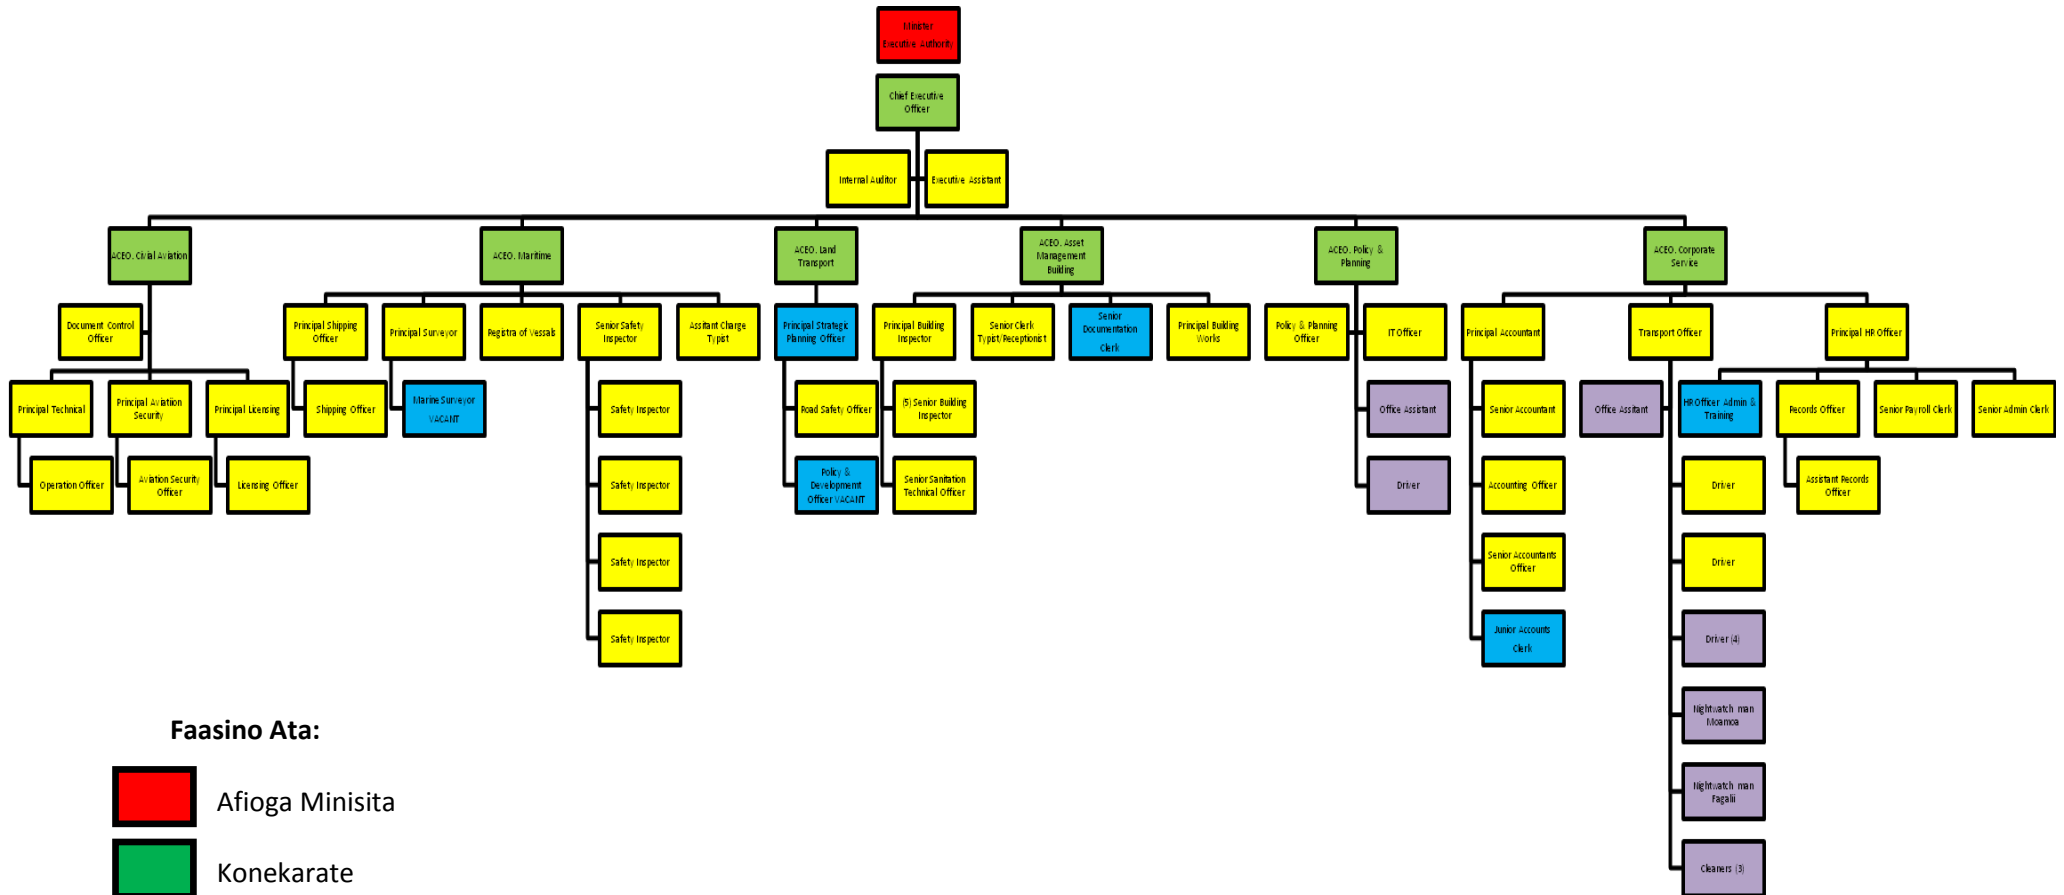 Minister
Executive Authority
Chief Executive
Officer
Internal Auditor
Executive Assistant
ACEO. Civial Aviation
ACEO. Maritime
ACEO. Land
Transport
ACEO. Asset
Management
Building
ACEO. Policy &
Planning
ACEO. Corporate
Service
Document Control
Officer
Principal Shipping
Officer
Principal Surveyor
Registra of Vessals
Senior Safety
Inspector
Assitant Charge
Typist
Principal Strategic
Planning Officer
Principal Building
Inspector
Senior Clerk
Typist/Receptionist
Senior
Documentation
Clerk
Principal Building
Works
Policy & Planning
Officer
IT Officer
Principal Accountant
Transport Officer
Principal HR Officer
Principal Technical
Principal Aviation
Security
Principal Licensing
Shipping Officer
Marine Surveyor
VACANT
Safety Inspector
Road Safety Officer
(5) Senior Building
Inspector
Office Assistant
Senior Accountant
Office Assitant
HR Officer Admin &
Training
Records Officer
Senior Payroll Clerk
Senior Admin Clerk
Operation Officer
Aviation Security
Officer
Licensing Officer
Safety Inspector
Policy &
Developemt
Officer VACANT
Senior Sanitation
Technical Officer
Driver
Accounting Officer
Driver
Assistant Records
Officer
Safety Inspector
Senior Accountants
Officer
Driver
Safety Inspector
Junior Accounts
Clerk
Driver (4)
Nightwatch man
Moamoa
Nightwatch man
Fagalii
Cleaners (3)
Faasino Ata:
Afioga Minisita
Konekarate